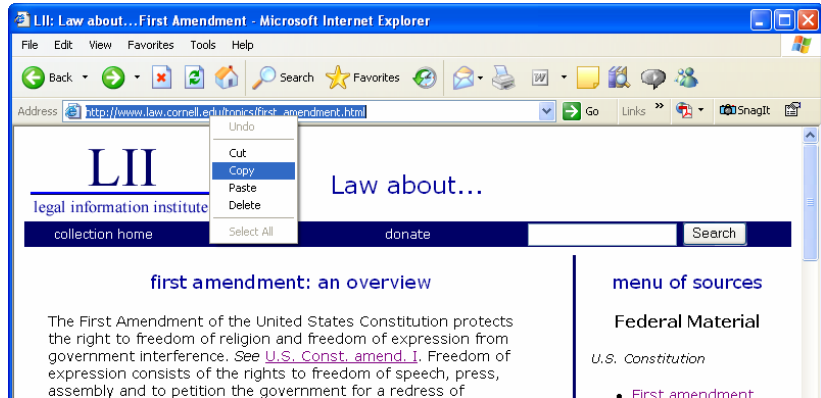 LII: Law about...First Amendment - Microsoft Internet Explorer
File Edit View Favorites Tools Help
Back Search Favorites
Address http://www.law.cornell.edu/topics/first_amendment.html Go Links » SnagIt
Undo
Cut
Copy
Paste
Delete
Select All
LII
legal information institute
Law about...
collection home donate Search
first amendment: an overview
The First Amendment of the United States Constitution protects
the right to freedom of religion and freedom of expression from
government interference. See U.S. Const. amend. I. Freedom of
expression consists of the rights to freedom of speech, press,
assembly and to petition the government for a redress of
menu of sources
Federal Material
U.S. Constitution
• First amendment